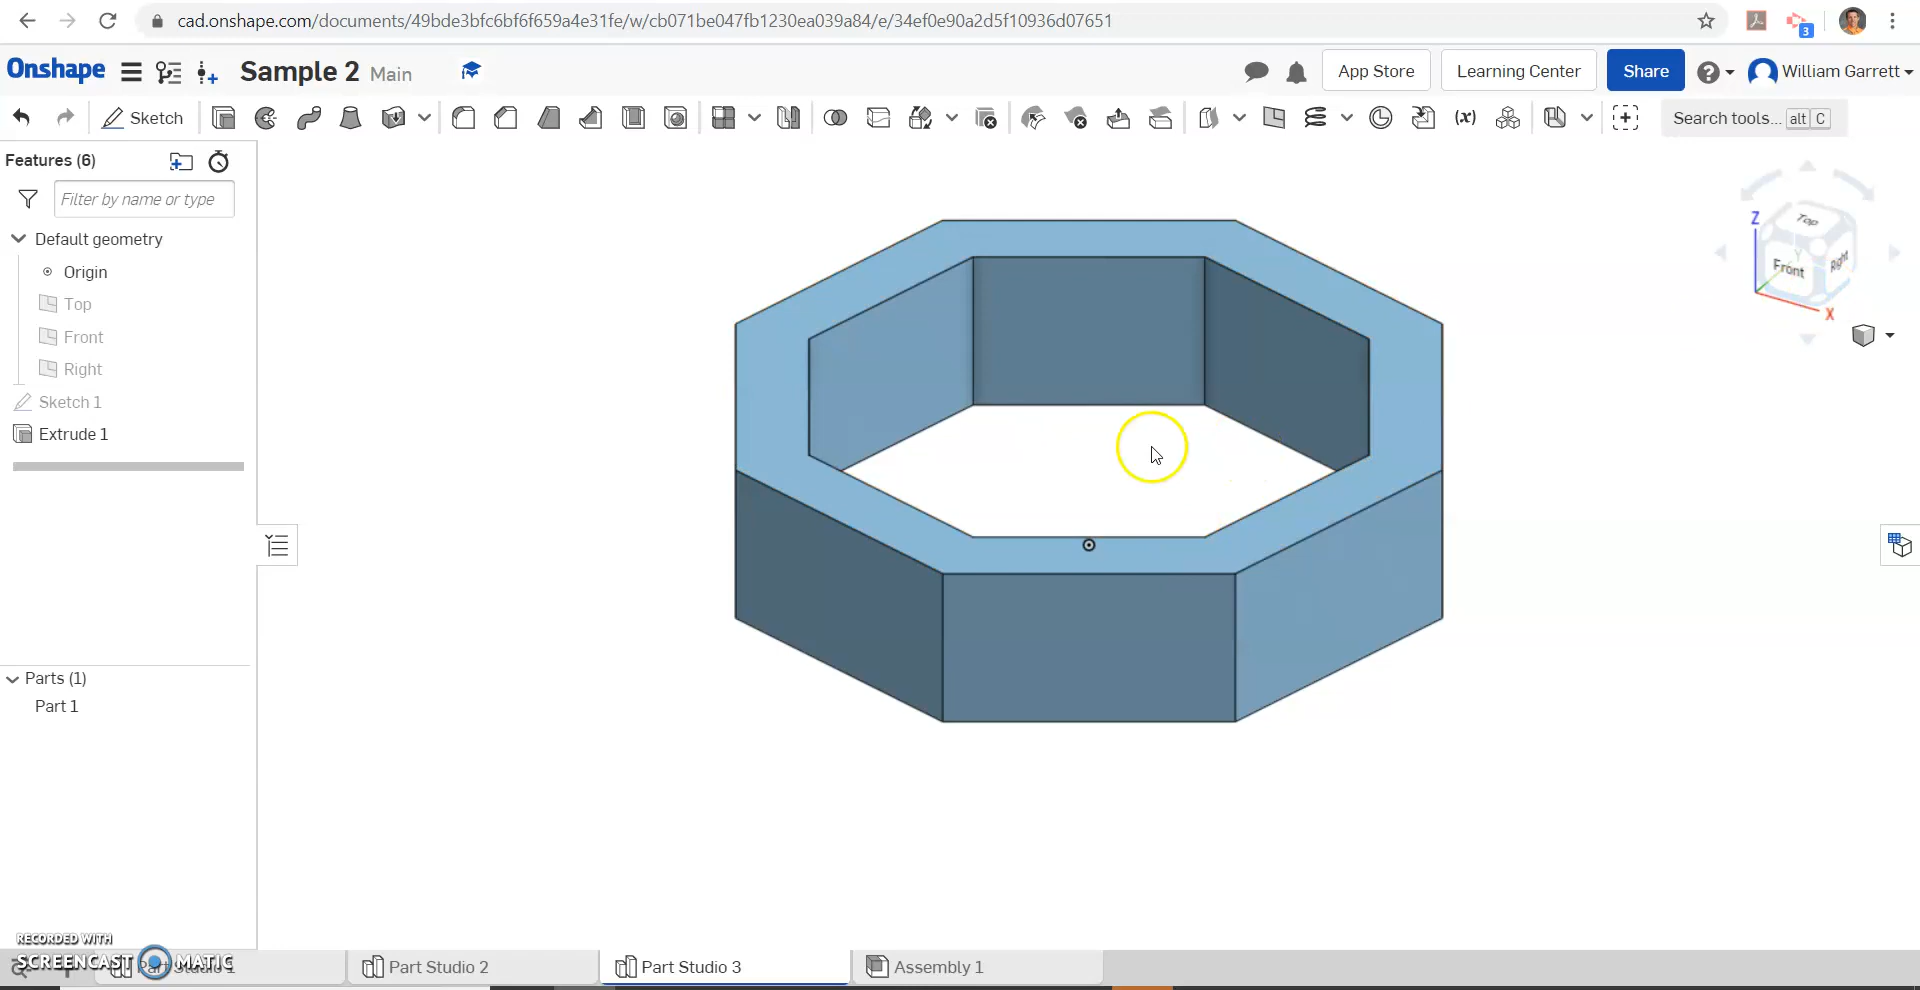 cad.onshape.com/documents/49bde3bfc6bf6f659a4e31fe/w/cb071be047fb1230ea039a84/e/34ef0e90a2d5f10936d07651
3
Onshape Sample 2 Main App Store Learning Center Share William Garrett
Sketch (x) Search tools... alt C
Features (6)
Filter by name or type
Default geometry
Origin
Top
Front
Right
Sketch 1
Extrude 1
Top
Z
Front
Right
Y
X
Parts (1)
Part 1
RECORDED WITH
SCREENCAST MATIC
Part Studio 2 Part Studio 3 Assembly 1